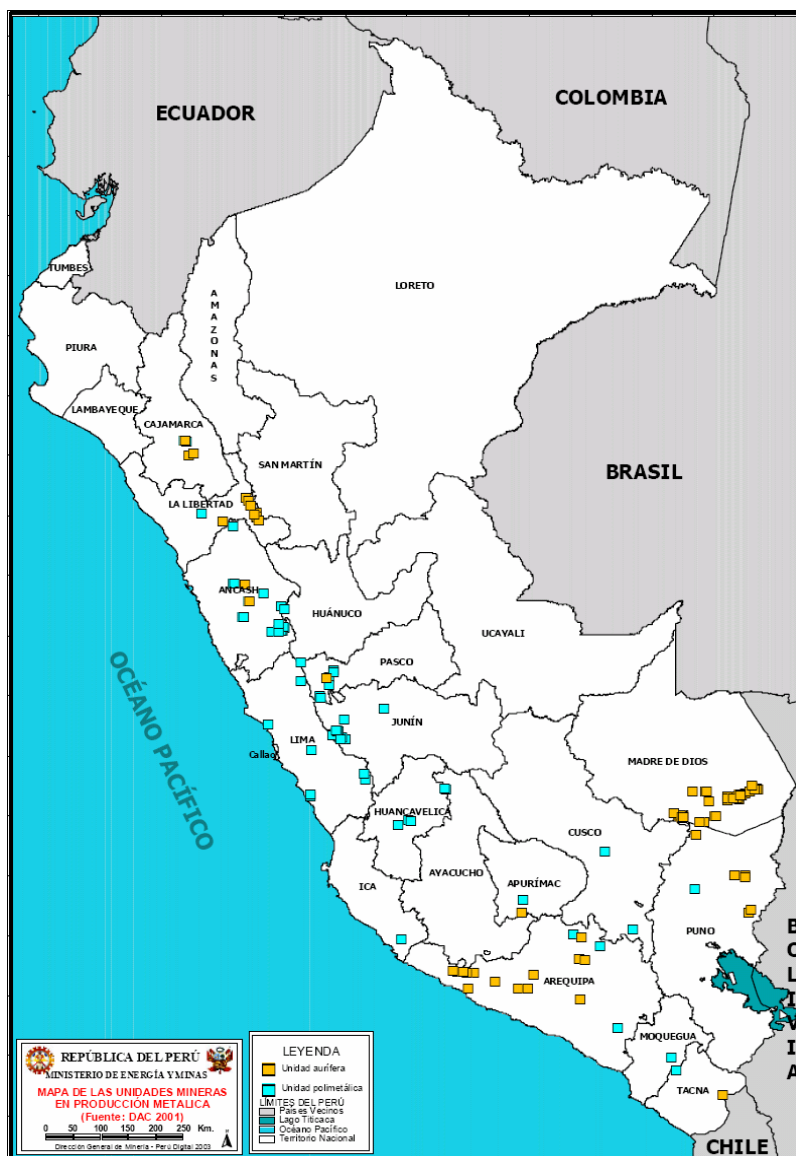 COLOMBIA
ECUADOR
TUMBES
AMAZONAS
LORETO
PIURA
LAMBAYEQUE
CAJAMARCA
SAN MARTÍN
BRASIL
LA LIBERTAD
ANCASH
HUÁNUCO
UCAYALI
PASCO
OCÉANO PACÍFICO
JUNÍN
LIMA
Callao
MADRE DE DIOS
HUANCAVELICA
CUSCO
AYACUCHO
APURÍMAC
ICA
PUNO
BOLIVIA
AREQUIPA
MOQUEGUA
TACNA
CHILE
REPÚBLICA DEL PERÚ
MINISTERIO DE ENERGÍA Y MINAS
MAPA DE LAS UNIDADES MINERAS
EN PRODUCCIÓN METALICA
(Fuente: DAC 2001)
0 50 100 150 200 250 Km.
Dirección General de Minería - Perú Digital 2003
LEYENDA
Unidad aurífera
Unidad polimetálica
LÍMITES DEL PERÚ
Países Vecinos
Lago Titicaca
Océano Pacífico
Territorio Nacional